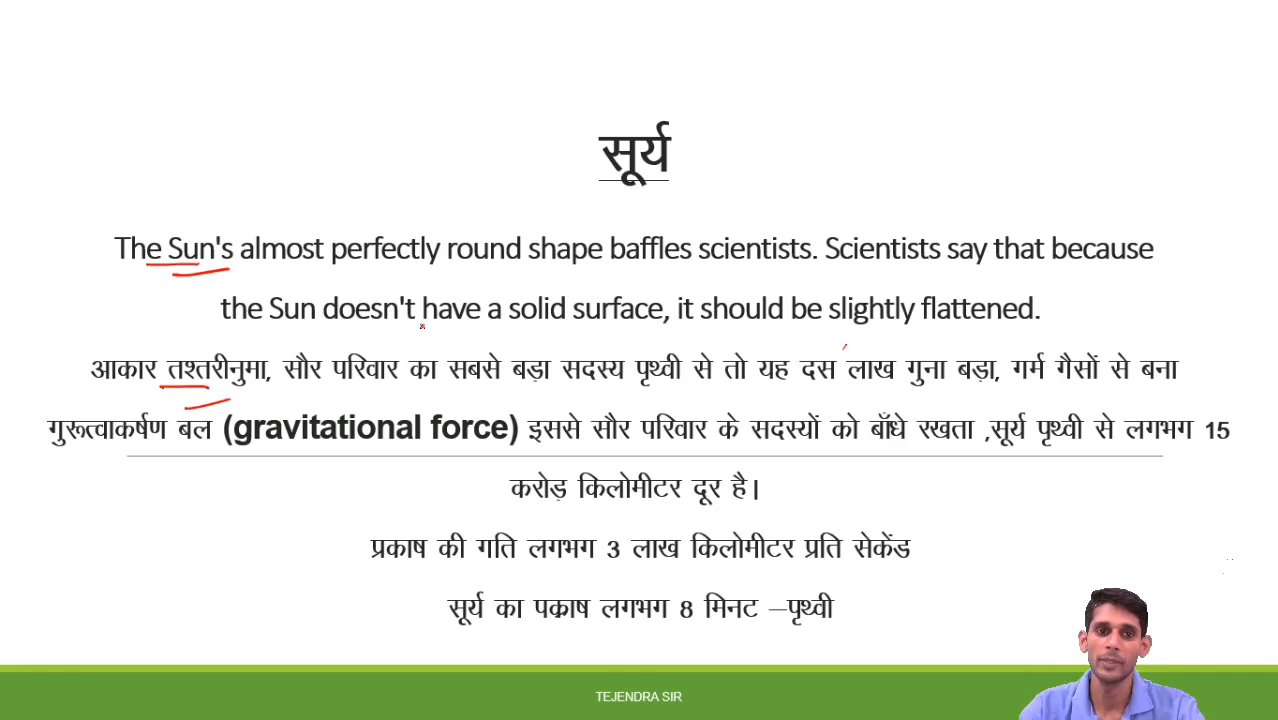 सूर्य
The Sun's almost perfectly round shape baffles scientists. Scientists say that because
the Sun doesn't have a solid surface, it should be slightly flattened.
आकार तश्तरीनुमा, सौर परिवार का सबसे बड़ा सदस्य पृथ्वी से तो यह दस लाख गुना बड़ा, गर्म गैसों से बना
गुरूत्वाकर्षण बल (gravitational force) इससे सौर परिवार के सदस्यों को बाँधे रखता ,सूर्य पृथ्वी से लगभग 15
करोड़ किलोमीटर दूर है।
प्रकाष की गति लगभग 3 लाख किलोमीटर प्रति सेकेंड
सूर्य का पकाष लगभग 8 मिनट –पृथ्वी
TEJENDRA SIR